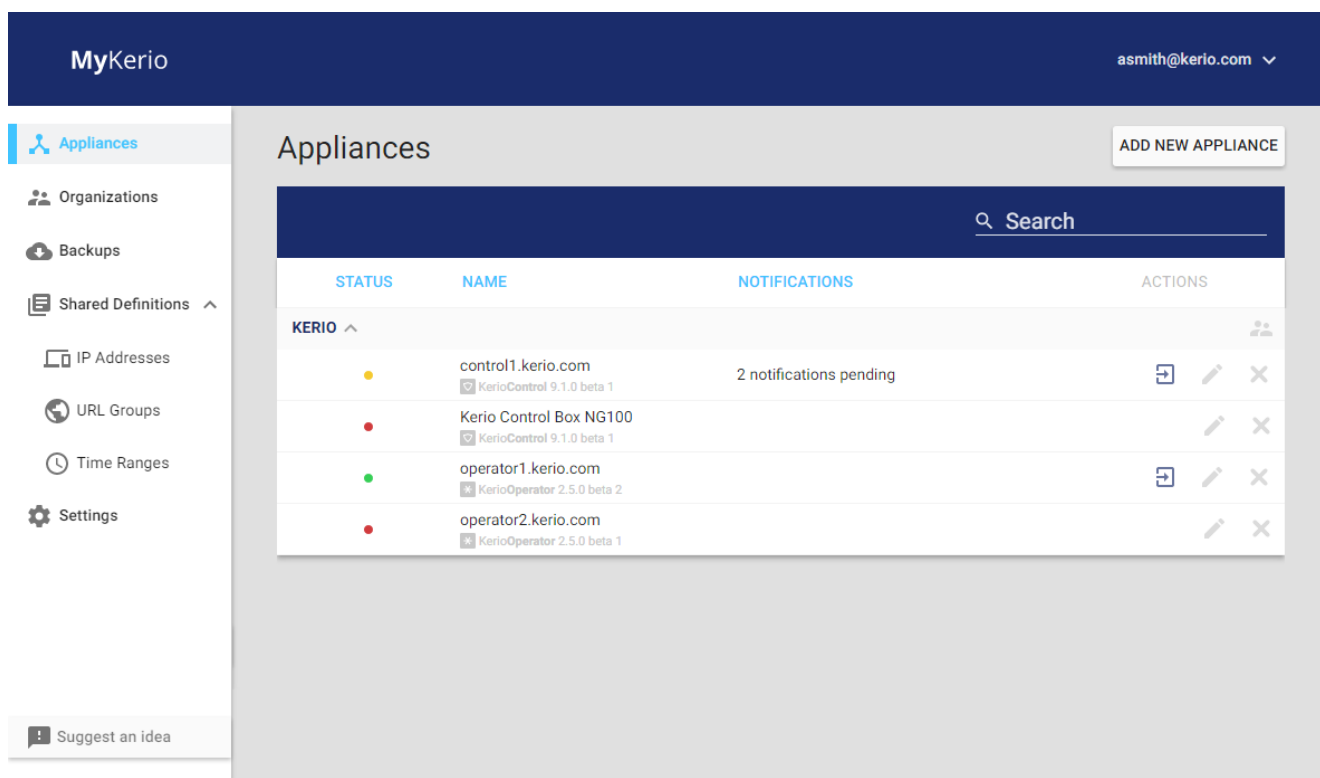 MyKerio
asmith@kerio.com
Appliances
Organizations
Backups
Shared Definitions
IP Addresses
URL Groups
Time Ranges
Settings
Suggest an idea
Appliances
ADD NEW APPLIANCE
Search
STATUS NAME NOTIFICATIONS ACTIONS
KERIO
control1.kerio.com
KerioControl 9.1.0 beta 1
2 notifications pending
Kerio Control Box NG100
KerioControl 9.1.0 beta 1
operator1.kerio.com
KerioOperator 2.5.0 beta 2
operator2.kerio.com
KerioOperator 2.5.0 beta 1